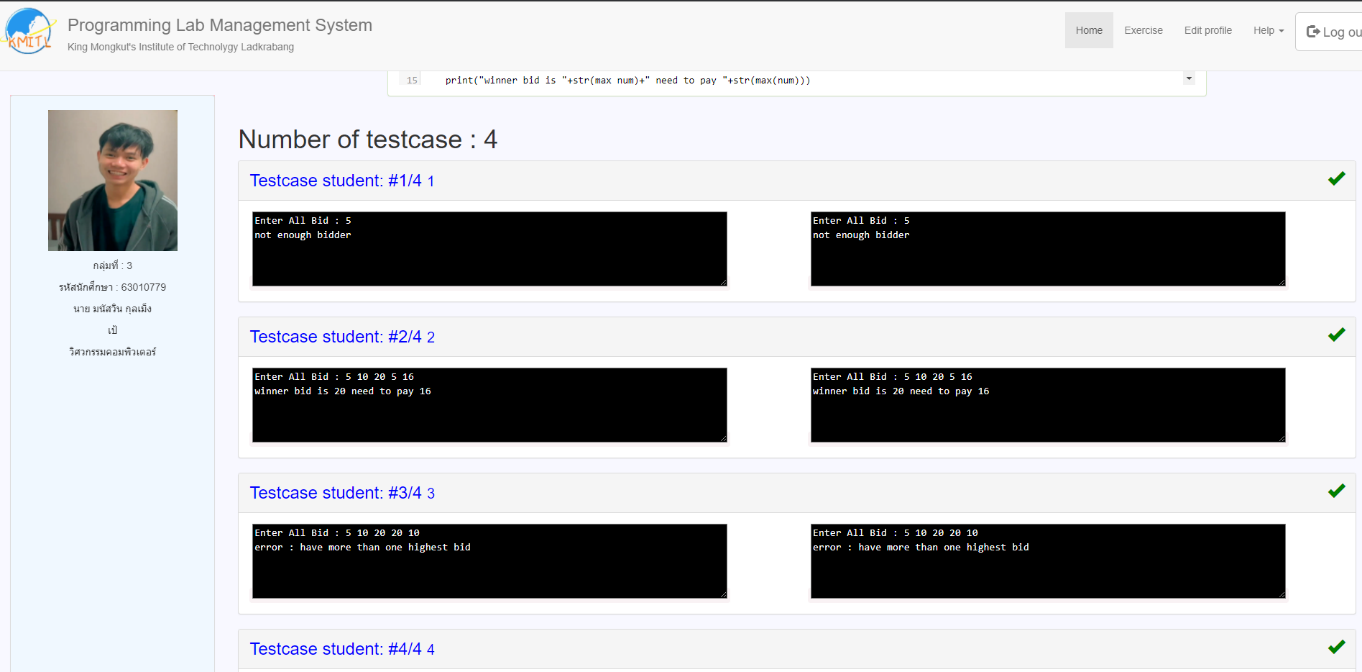 KMITL
Programming Lab Management System
King Mongkut's Institute of Technolygy Ladkrabang
Home
Exercise
Edit profile
Help
Log ou
15 print("winner bid is "+str(max_num)+" need to pay "+str(max(num)))
กลุ่มที่ : 3
รหัสนักศึกษา : 63010779
นาย มนัสวิน กุลเม็ง
เป้
วิศวกรรมคอมพิวเตอร์
Number of testcase : 4
Testcase student: #1/4 1
Enter All Bid : 5
not enough bidder
Enter All Bid : 5
not enough bidder
Testcase student: #2/4 2
Enter All Bid : 5 10 20 5 16
winner bid is 20 need to pay 16
Enter All Bid : 5 10 20 5 16
winner bid is 20 need to pay 16
Testcase student: #3/4 3
Enter All Bid : 5 10 20 20 10
error : have more than one highest bid
Enter All Bid : 5 10 20 20 10
error : have more than one highest bid
Testcase student: #4/4 4